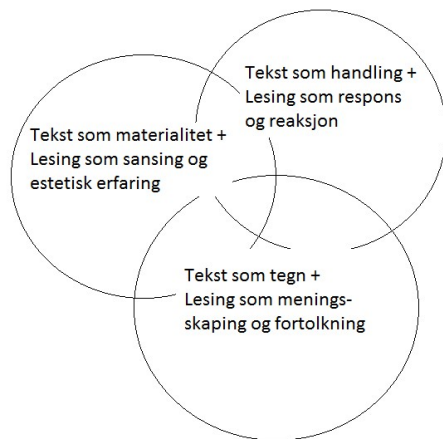 Tekst som handling +
Lesing som respons
og reaksjon
Tekst som materialitet +
Lesing som sansing og
estetisk erfaring
Tekst som tegn +
Lesing som menings-
skaping og fortolkning